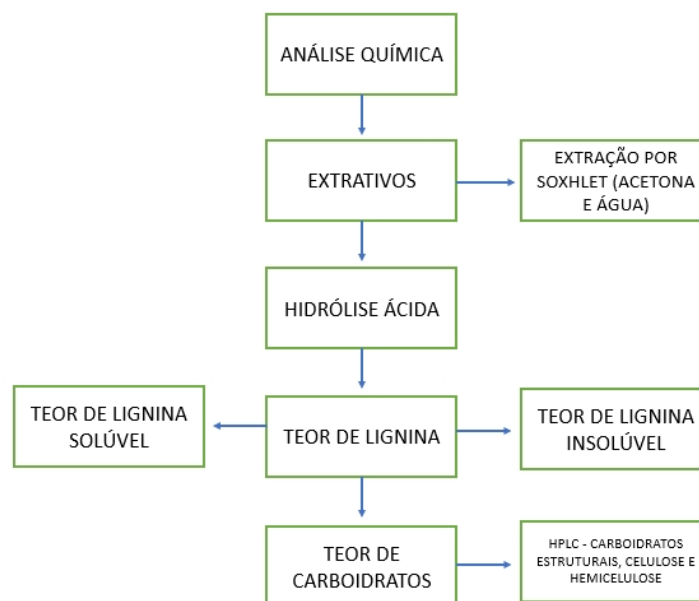 ANÁLISE QUÍMICA
EXTRATIVOS
EXTRAÇÃO POR
SOXHLET (ACETONA
E ÁGUA)
HIDRÓLISE ÁCIDA
TEOR DE LIGNINA
SOLÚVEL
TEOR DE LIGNINA
TEOR DE LIGNINA
INSOLÚVEL
TEOR DE
CARBOIDRATOS
HPLC - CARBOIDRATOS
ESTRUTURAIS, CELULOSE E
HEMICELULOSE